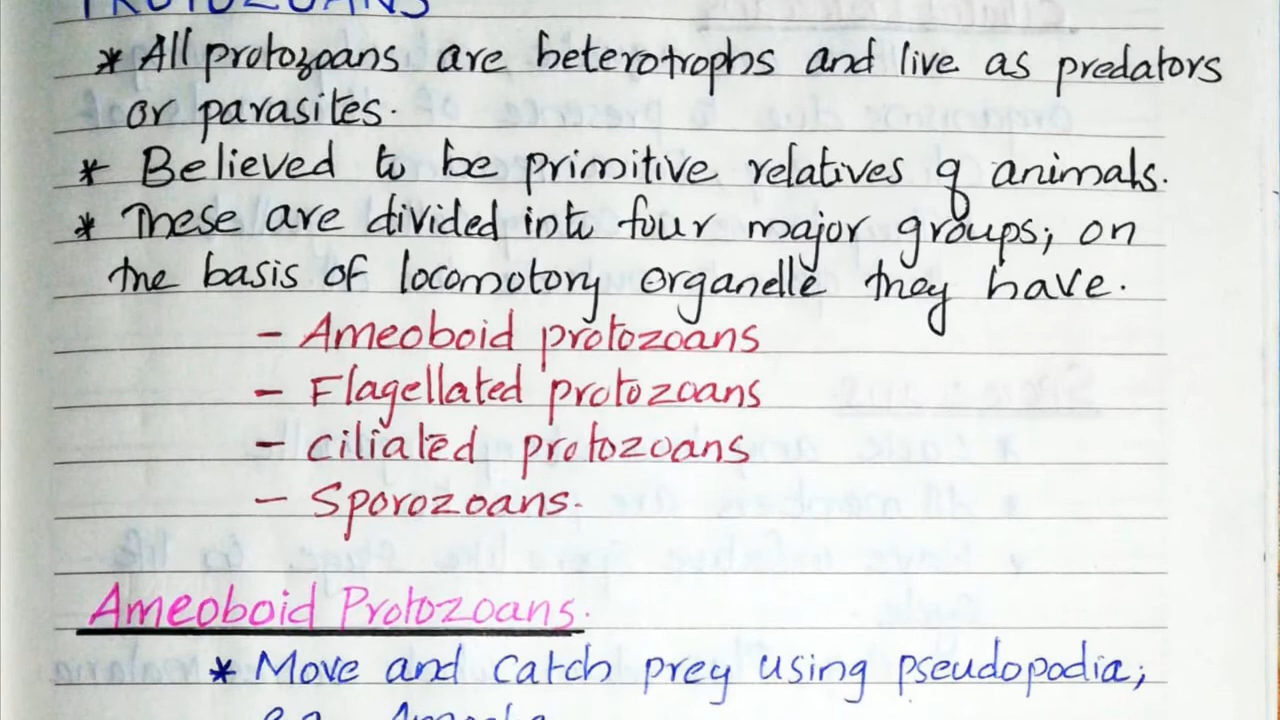 PROTOZOANS
* All protozoans are heterotrophs and live as predators
or parasites.
* Believed to be primitive relatives of animals.
* These are divided into four major groups; on
the basis of locomotory organelle they have.
- Ameoboid protozoans
- Flagellated protozoans
- ciliated protozoans
- Sporozoans.
Ameoboid Protozoans.
* Move and catch prey using pseudopodia;
e.g. Amoeba